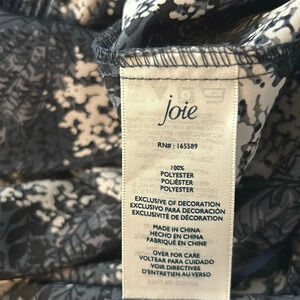 joie
RN# : 165589
100%
POLYESTER
POLIÉSTER
POLYESTER
EXCLUSIVE OF DECORATION
EXCLUSIVO PARA DECORACIÓN
EXCLUSIVITÉ DE DÉCORATION
MADE IN CHINA
HECHO EN CHINA
FABRIQUÉ EN CHINE
OVER FOR CARE
VOLTEAR PARA CUIDADO
VOIR DIRECTIVES
D'ENTRETIEN AU VERSO